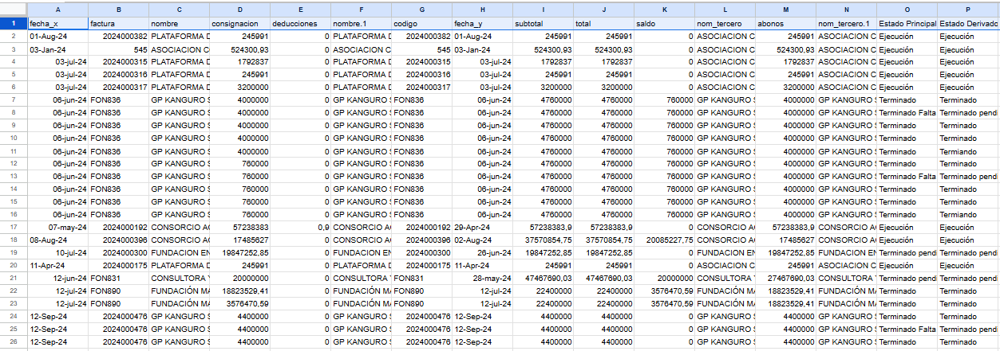 A B C D E F G H I J K L M N O P
1 fecha_x factura nombre consignacion deducciones nombre.1 codigo fecha_y subtotal total saldo nom_tercero abonos nom_tercero.1 Estado Principal Estado Derivado
2 01-Aug-24 2024000382 PLATAFORMA D 245991 0 PLATAFORMA D 2024000382 01-Aug-24 245991 245991 0 ASOCIACION C 245991 ASOCIACION C Ejecución Ejecución
3 03-Jan-24 545 ASOCIACION C 524300,93 0 ASOCIACION C 545 03-Jan-24 524300,93 524300,93 0 ASOCIACION C 524300,93 ASOCIACION C Ejecución Ejecución
4 03-jul-24 2024000315 PLATAFORMA D 1792837 0 PLATAFORMA D 2024000315 03-jul-24 1792837 1792837 0 ASOCIACION C 1792837 ASOCIACION C Ejecución Ejecución
5 03-jul-24 2024000316 PLATAFORMA D 245991 0 PLATAFORMA D 2024000316 03-jul-24 245991 245991 0 ASOCIACION C 245991 ASOCIACION C Ejecución Ejecución
6 03-jul-24 2024000317 PLATAFORMA D 3200000 0 PLATAFORMA D 2024000317 03-jul-24 3200000 3200000 0 ASOCIACION C 3200000 ASOCIACION C Ejecución Ejecución
7 06-jun-24 FON836 GP KANGURO S 4000000 0 GP KANGURO S FON836 06-jun-24 4760000 4760000 760000 GP KANGURO S 4000000 GP KANGURO S Terminado Terminado
8 06-jun-24 FON836 GP KANGURO S 4000000 0 GP KANGURO S FON836 06-jun-24 4760000 4760000 760000 GP KANGURO S 4000000 GP KANGURO S Terminado Falta Terminado pendi
9 06-jun-24 FON836 GP KANGURO S 4000000 0 GP KANGURO S FON836 06-jun-24 4760000 4760000 760000 GP KANGURO S 4000000 GP KANGURO S Terminado Terminado
10 06-jun-24 FON836 GP KANGURO S 4000000 0 GP KANGURO S FON836 06-jun-24 4760000 4760000 760000 GP KANGURO S 4000000 GP KANGURO S Terminado Terminado
11 06-jun-24 FON836 GP KANGURO S 4000000 0 GP KANGURO S FON836 06-jun-24 4760000 4760000 760000 GP KANGURO S 4000000 GP KANGURO S Termiando Termiando
12 06-jun-24 FON836 GP KANGURO S 760000 0 GP KANGURO S FON836 06-jun-24 4760000 4760000 760000 GP KANGURO S 4000000 GP KANGURO S Terminado Terminado
13 06-jun-24 FON836 GP KANGURO S 760000 0 GP KANGURO S FON836 06-jun-24 4760000 4760000 760000 GP KANGURO S 4000000 GP KANGURO S Terminado Falta Terminado pendi
14 06-jun-24 FON836 GP KANGURO S 760000 0 GP KANGURO S FON836 06-jun-24 4760000 4760000 760000 GP KANGURO S 4000000 GP KANGURO S Terminado Terminado
15 06-jun-24 FON836 GP KANGURO S 760000 0 GP KANGURO S FON836 06-jun-24 4760000 4760000 760000 GP KANGURO S 4000000 GP KANGURO S Terminado Terminado
16 06-jun-24 FON836 GP KANGURO S 760000 0 GP KANGURO S FON836 06-jun-24 4760000 4760000 760000 GP KANGURO S 4000000 GP KANGURO S Terminado Terminado
17 07-may-24 2024000192 CONSORCIO AC 57238383 0,9 CONSORCIO AC 2024000192 29-Apr-24 57238383,9 57238383,9 0 CONSORCIO AC 57238383,9 CONSORCIO AC Ejecución Ejecución
18 08-Aug-24 2024000396 CONSORCIO AC 17485627 0 CONSORCIO AC 2024000396 02-Aug-24 37570854,75 37570854,75 20085227,75 CONSORCIO AC 17485627 CONSORCIO AC Ejecución Ejecución
19 10-jul-24 2024000300 FUNDACION EN 19847252,85 0 FUNDACION EN 2024000300 26-jun-24 19847252,85 19847252,85 0 FUNDACION EN 19847252,85 FUNDACION EN Terminado pendi Terminado pendi
20 11-Apr-24 2024000175 PLATAFORMA D 245991 0 PLATAFORMA D 2024000175 11-Apr-24 245991 245991 0 ASOCIACION C 245991 ASOCIACION C Ejecución Ejecución
21 12-jun-24 FON831 CONSULTORA Y 20000000 0 CONSULTORA Y FON831 28-may-24 47467690,03 47467690,03 20000000 CONSULTORA Y 27467690,03 CONSULTORA Y Terminado pendi Terminado pendi
22 12-jul-24 FON890 FUNDACIÓN MA 18823529,41 0 FUNDACIÓN MA FON890 12-jul-24 22400000 22400000 3576470,59 FUNDACIÓN MA 18823529,41 FUNDACIÓN MA Ejecución Ejecución
23 12-jul-24 FON890 FUNDACIÓN MA 3576470,59 0 FUNDACIÓN MA FON890 12-jul-24 22400000 22400000 3576470,59 FUNDACIÓN MA 18823529,41 FUNDACIÓN MA Ejecución Ejecución
24 12-Sep-24 2024000476 GP KANGURO S 4400000 0 GP KANGURO S 2024000476 12-Sep-24 4400000 4400000 0 GP KANGURO S 4400000 GP KANGURO S Terminado Terminado
25 12-Sep-24 2024000476 GP KANGURO S 4400000 0 GP KANGURO S 2024000476 12-Sep-24 4400000 4400000 0 GP KANGURO S 4400000 GP KANGURO S Terminado Falta Terminado pendi
26 12-Sep-24 2024000476 GP KANGURO S 4400000 0 GP KANGURO S 2024000476 12-Sep-24 4400000 4400000 0 GP KANGURO S 4400000 GP KANGURO S Terminado Terminado